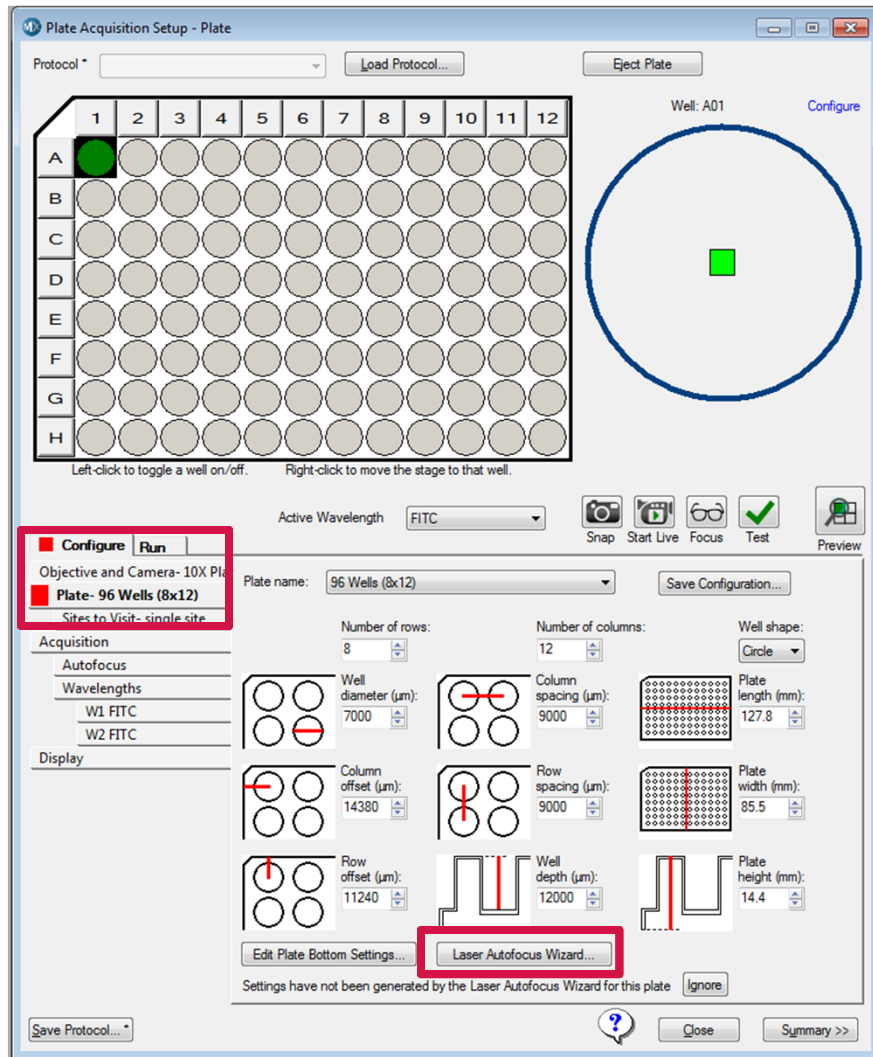 MX Plate Acquisition Setup - Plate
Protocol * Load Protocol... Eject Plate
Well: A01 Configure
1 2 3 4 5 6 7 8 9 10 11 12
A
B
C
D
E
F
G
H
Left-click to toggle a well on/off. Right-click to move the stage to that well.
Active Wavelength FITC
Snap Start Live Focus Test Preview
Configure Run
Objective and Camera- 10X Pla
Plate- 96 Wells (8x12)
Sites to Visit- single site
Acquisition
Autofocus
Wavelengths
W1 FITC
W2 FITC
Display
Plate name: 96 Wells (8x12) Save Configuration...
Number of rows:
8
Number of columns:
12
Well shape:
Circle
Well
diameter (µm):
7000
Column
spacing (µm):
9000
Plate
length (mm):
127.8
Column
offset (µm):
14380
Row
spacing (µm):
9000
Plate
width (mm):
85.5
Row
offset (µm):
11240
Well
depth (µm):
12000
Plate
height (mm):
14.4
Edit Plate Bottom Settings... Laser Autofocus Wizard...
Settings have not been generated by the Laser Autofocus Wizard for this plate Ignore
Save Protocol... * ? Close Summary >>